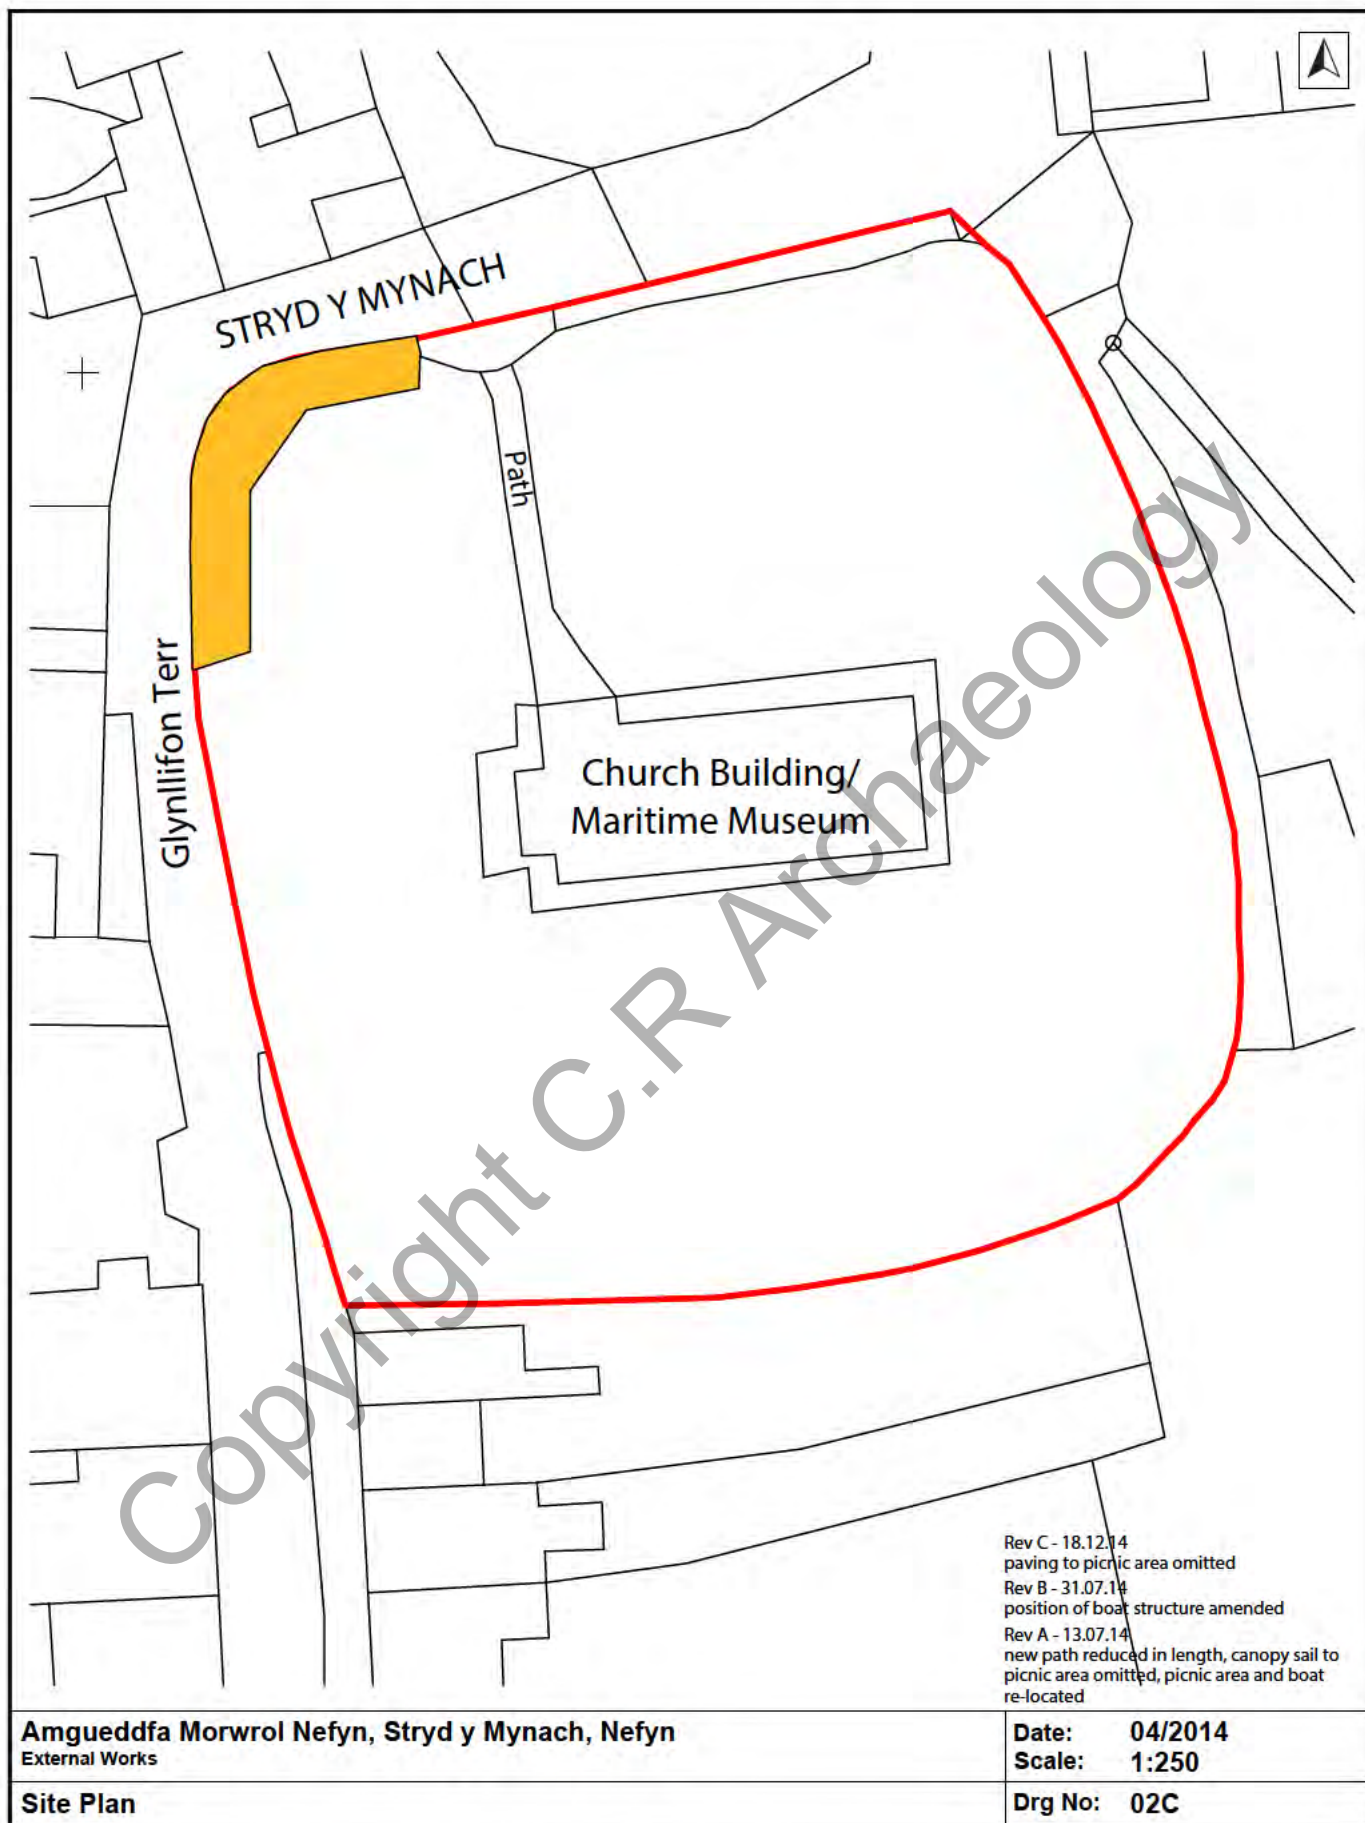 STRYD Y MYNACH
Path
Glynllifon Terr
Church Building/
Maritime Museum
Copyright C.R Archaeology
Rev C - 18.12.14
paving to picnic area omitted
Rev B - 31.07.14
position of boat structure amended
Rev A - 13.07.14
new path reduced in length, canopy sail to
picnic area omitted, picnic area and boat
re-located
Amgueddfa Morwrol Nefyn, Stryd y Mynach, Nefyn
External Works
Date: 04/2014
Scale: 1:250
Site Plan
Drg No: 02C